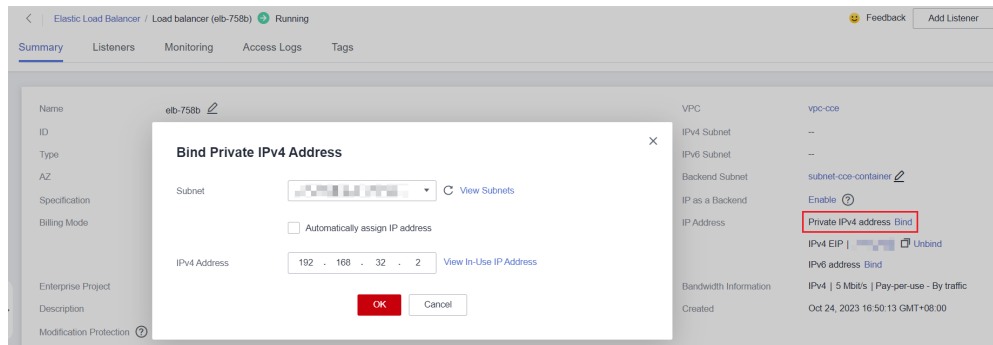 Elastic Load Balancer / Load balancer (elb-758b) Running Feedback Add Listener
Summary Listeners Monitoring Access Logs Tags
Name elb-758b VPC vpc-cce
ID IPv4 Subnet --
Type IPv6 Subnet --
AZ Backend Subnet subnet-cce-container
Specification IP as a Backend Enable
Billing Mode IP Address Private IPv4 address Bind
IPv4 EIP | Unbind
IPv6 address Bind
Enterprise Project Bandwidth Information IPv4 | 5 Mbit/s | Pay-per-use - By traffic
Description Created Oct 24, 2023 16:50:13 GMT+08:00
Modification Protection
Bind Private IPv4 Address
Subnet View Subnets
Automatically assign IP address
IPv4 Address 192 . 168 . 32 . 2 View In-Use IP Address
OK Cancel